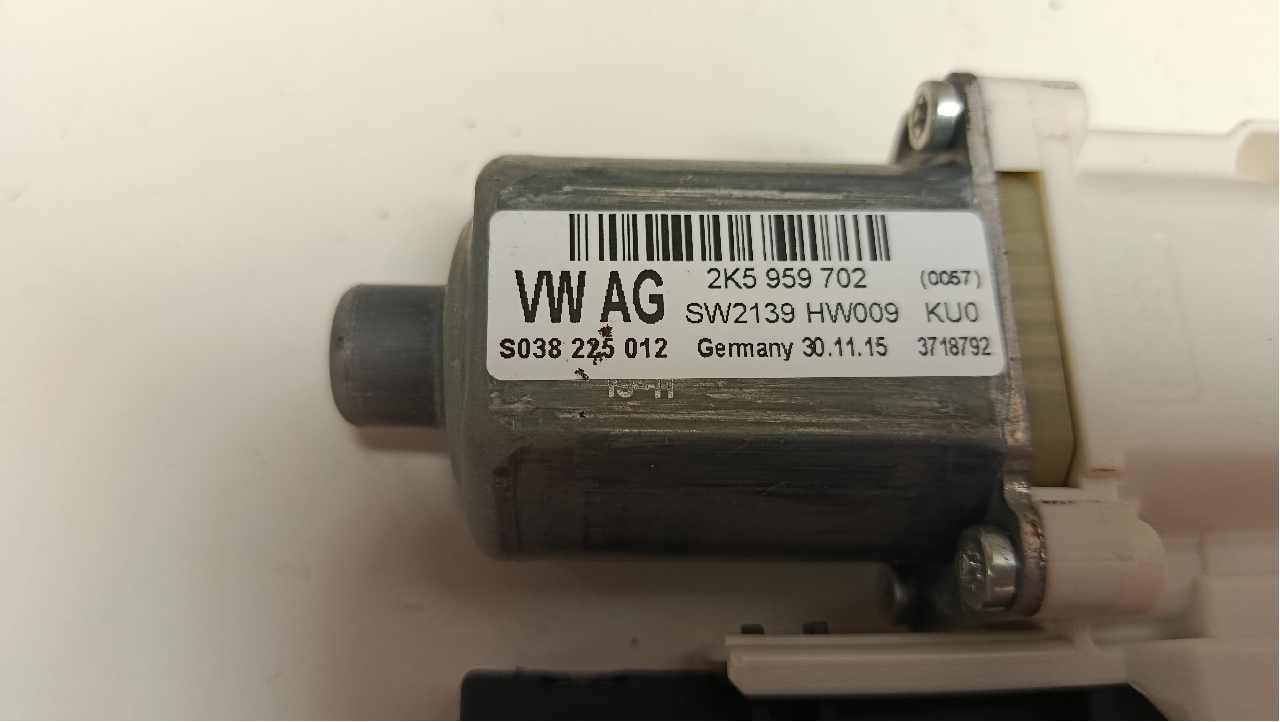 VW AG 2K5 959 702 (0057)
SW2139 HW009 KU0
S038 225 012 Germany 30.11.15 3718792